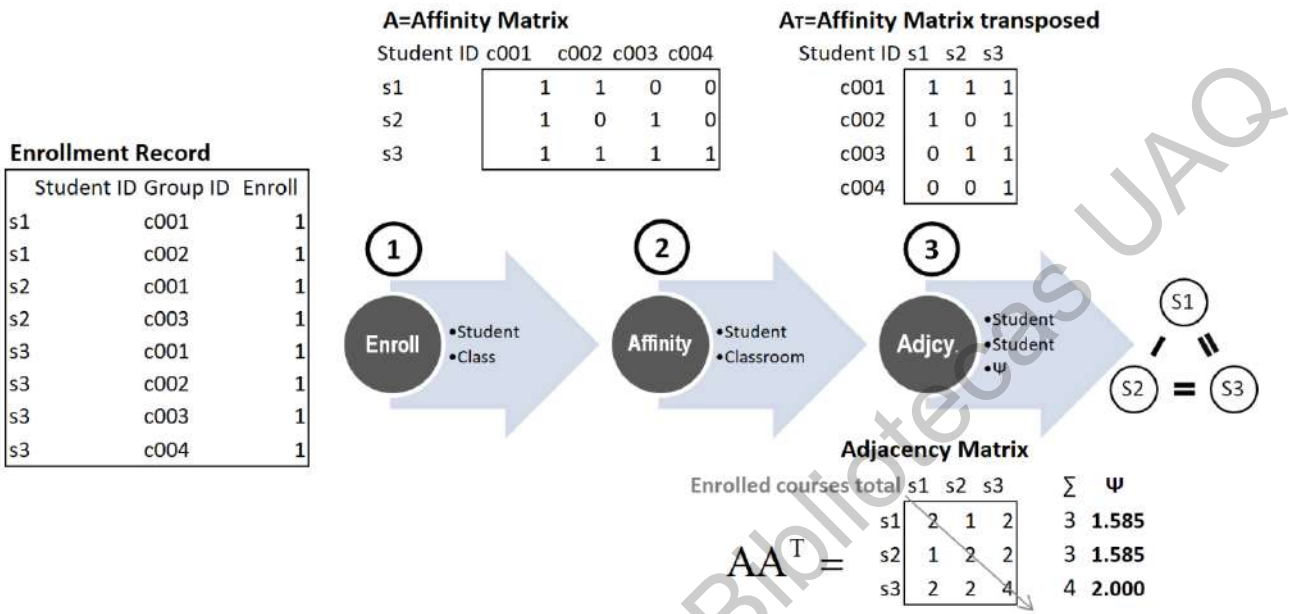 A=Affinity Matrix
Student ID c001 c002 c003 c004
s1 1 1 0 0
s2 1 0 1 0
s3 1 1 1 1
AT=Affinity Matrix transposed
Student ID s1 s2 s3
c001 1 1 1
c002 1 0 1
c003 0 1 1
c004 0 0 1
Enrollment Record
Student ID Group ID Enroll
s1 c001 1
s1 c002 1
s2 c001 1
s2 c003 1
s3 c001 1
s3 c002 1
s3 c003 1
s3 c004 1
1
Enroll
•Student
•Class
2
Affinity
•Student
•Classroom
3
Adjcy.
•Student
•Student
•Ψ
S1
S2 = S3
Adjacency Matrix
Enrolled courses total s1 s2 s3 ∑ Ψ
s1 2 1 2 3 1.585
s2 1 2 2 3 1.585
s3 2 2 4 4 2.000
AAᵀ =
Bibliotecas UAQ